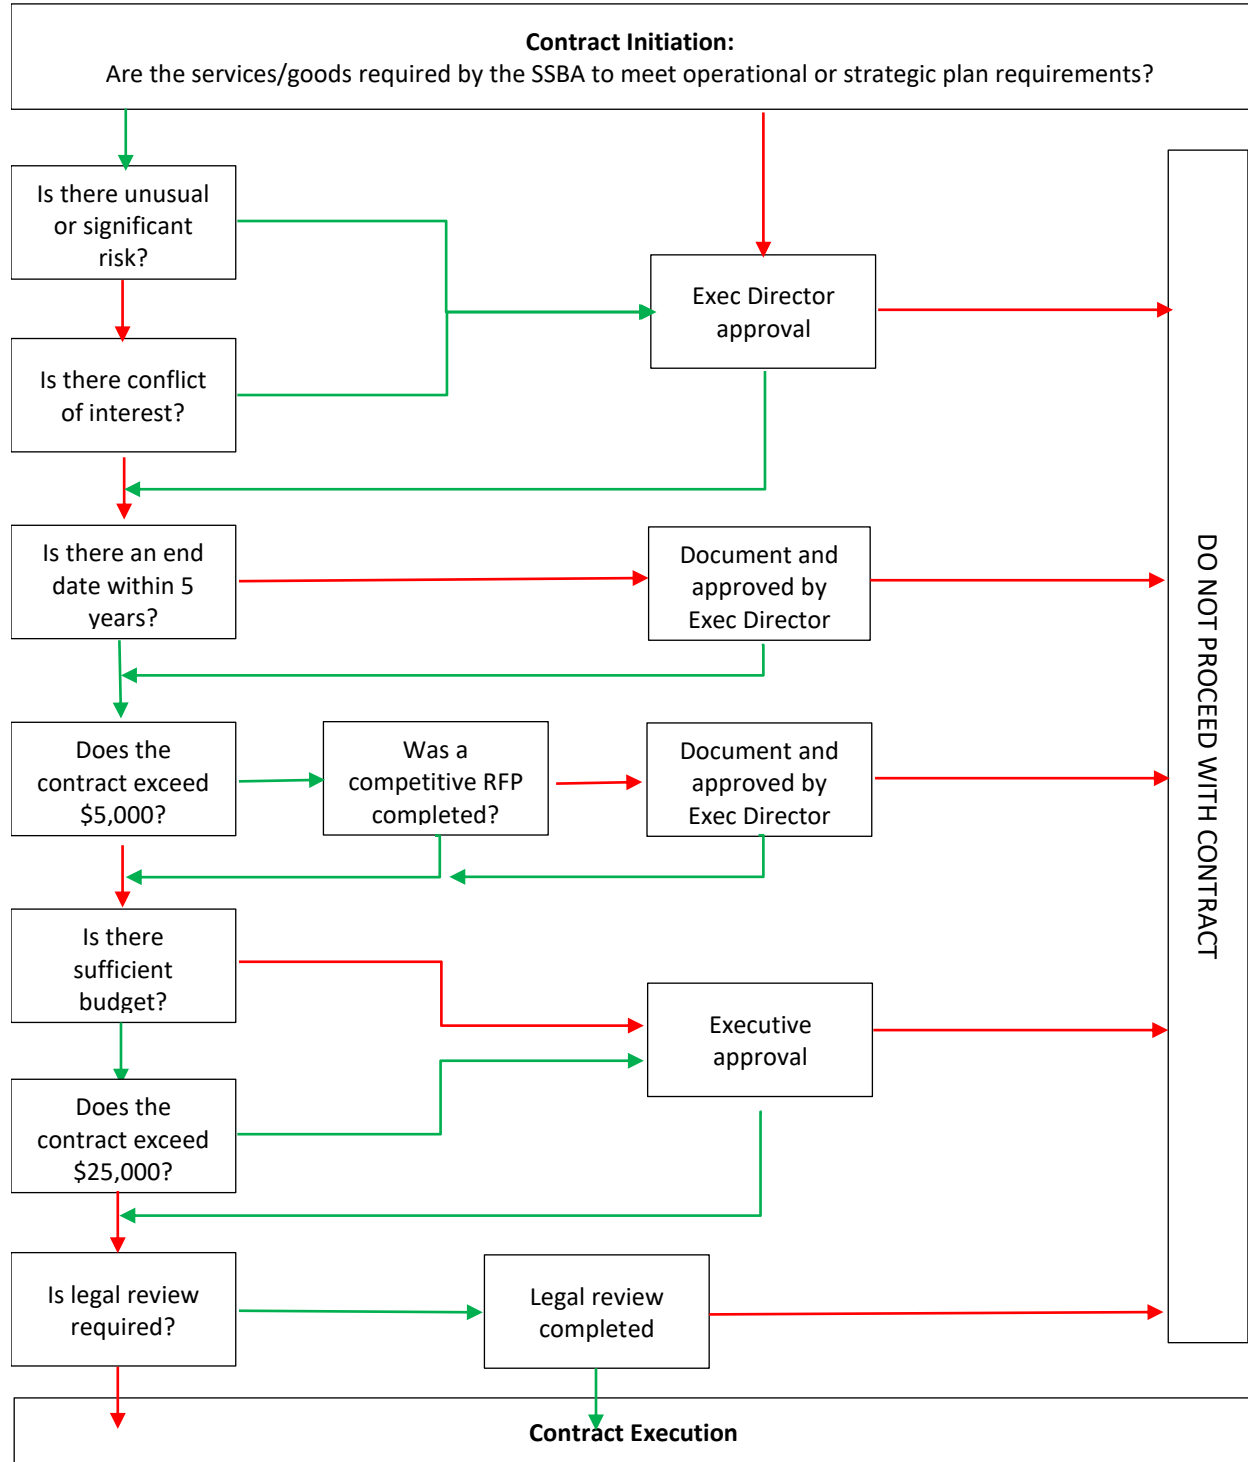 Contract Initiation:
Are the services/goods required by the SSBA to meet operational or strategic plan requirements?
Is there unusual
or significant
risk?
Exec Director
approval
Is there conflict
of interest?
Is there an end
date within 5
years?
Document and
approved by
Exec Director
Does the
contract exceed
$5,000?
Was a
competitive RFP
completed?
Document and
approved by
Exec Director
Is there
sufficient
budget?
Executive
approval
Does the
contract exceed
$25,000?
Is legal review
required?
Legal review
completed
DO NOT PROCEED WITH CONTRACT
Contract Execution